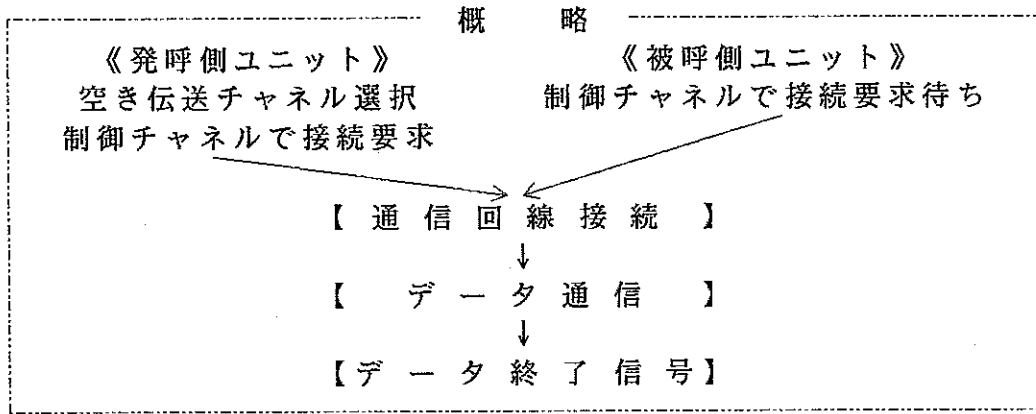 概　略
《発呼側ユニット》
空き伝送チャネル選択
制御チャネルで接続要求
《被呼側ユニット》
制御チャネルで接続要求待ち
【通信回線接続】
↓
【データ通信】
↓
【データ終了信号】